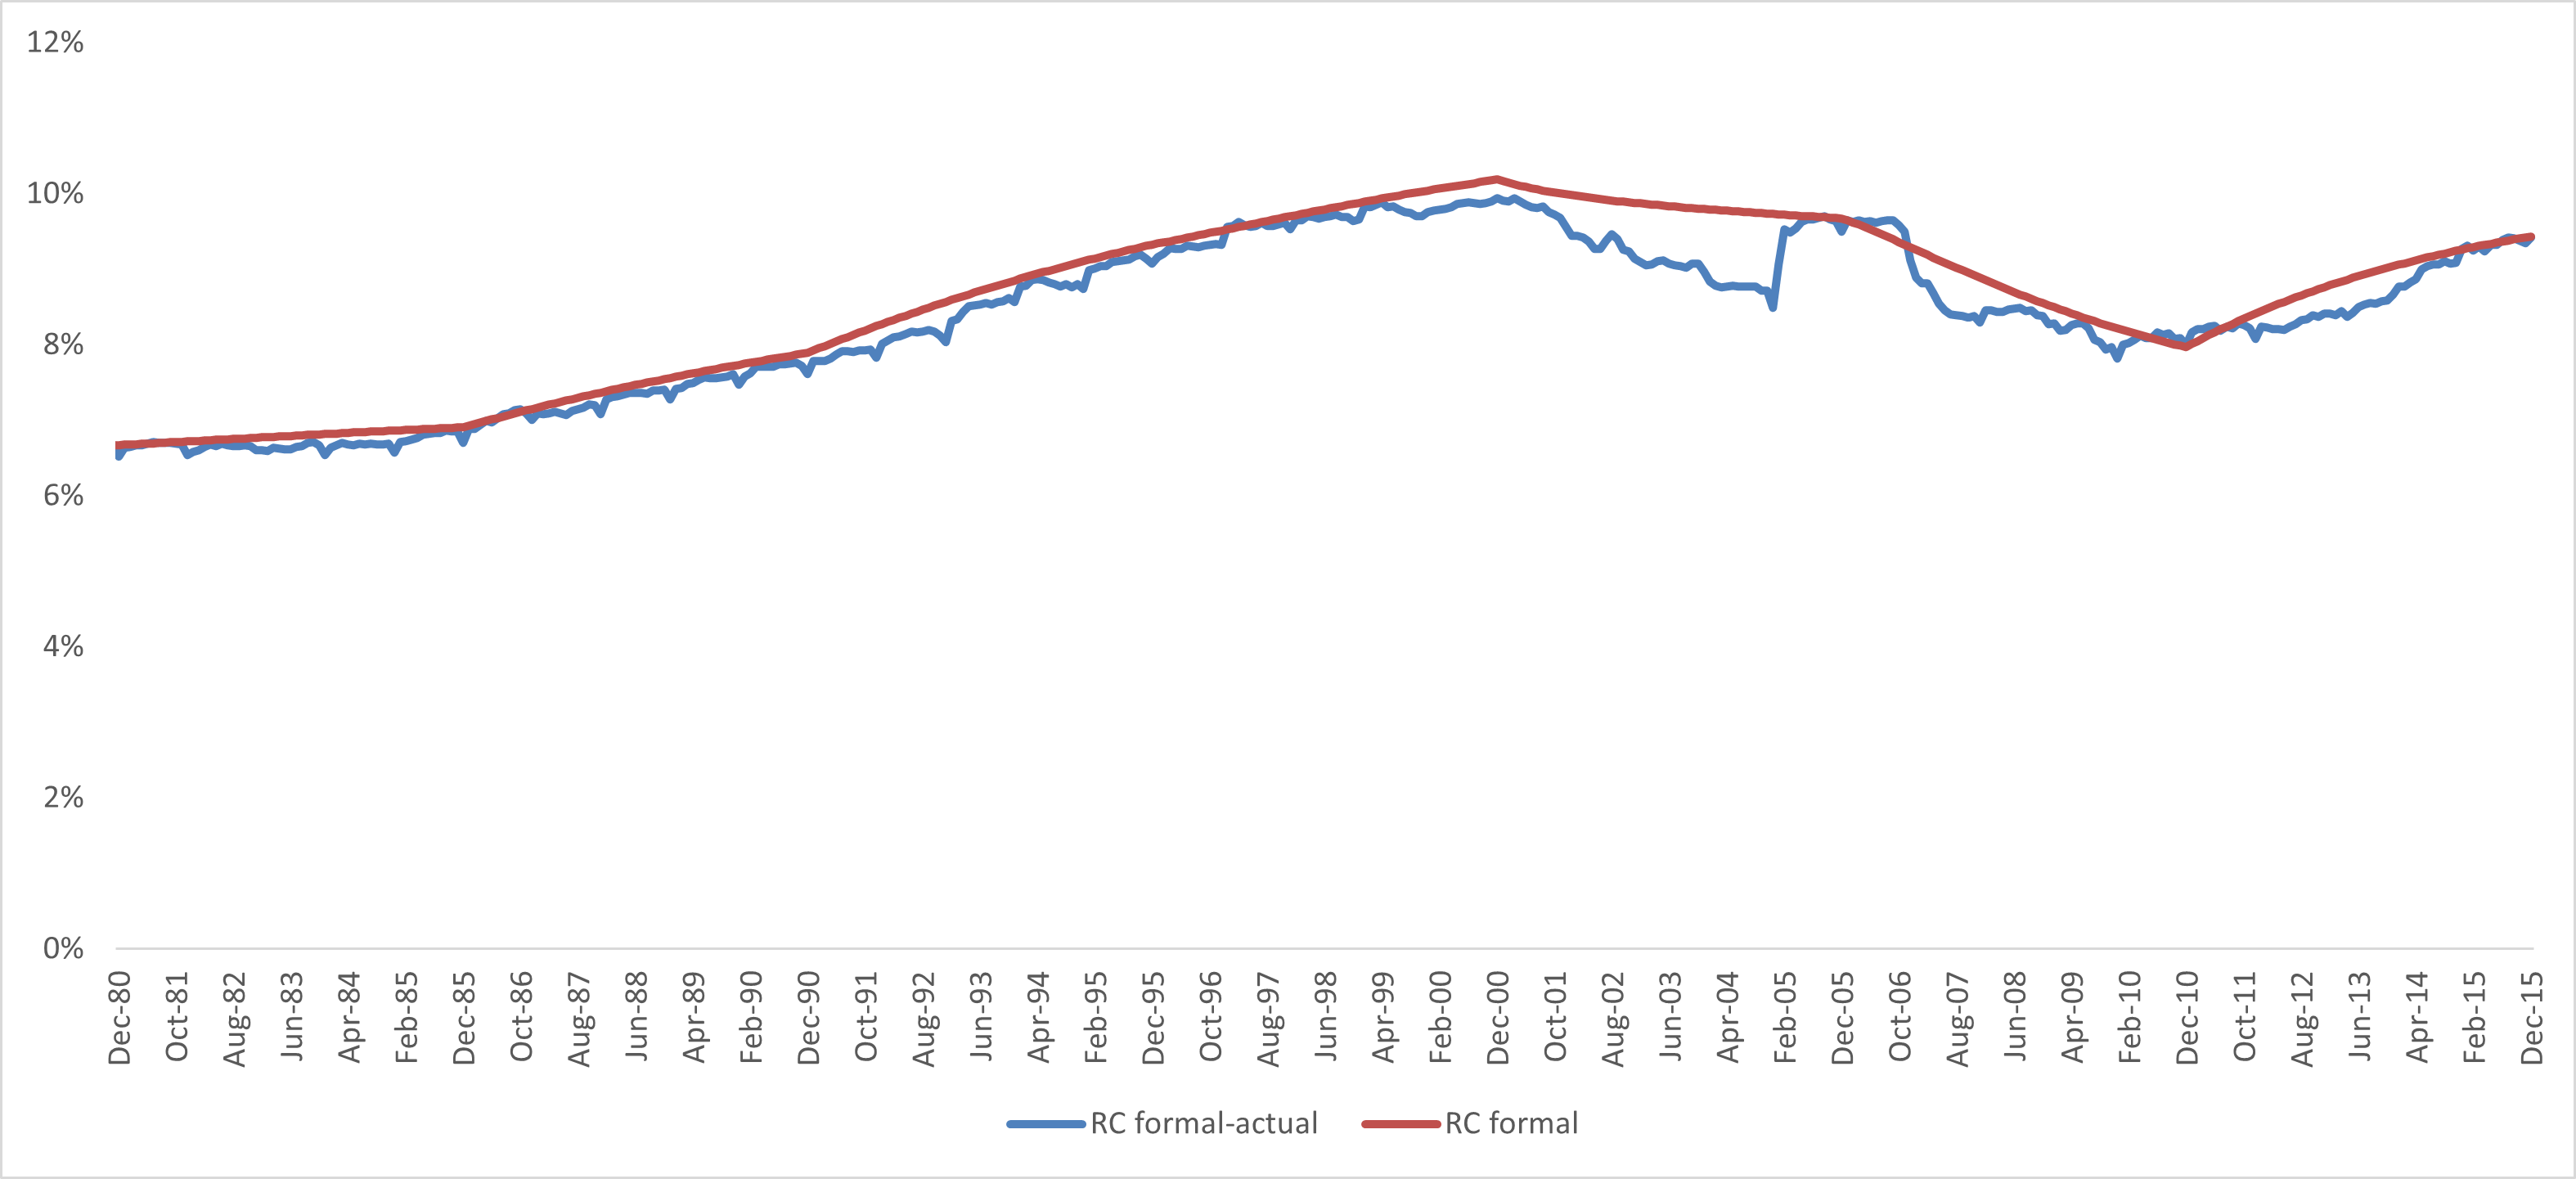 12%
10%
8%
6%
4%
2%
0%
Dec-80
Oct-81
Aug-82
Jun-83
Apr-84
Feb-85
Dec-85
Oct-86
Aug-87
Jun-88
Apr-89
Feb-90
Dec-90
Oct-91
Aug-92
Jun-93
Apr-94
Feb-95
Dec-95
Oct-96
Aug-97
Jun-98
Apr-99
Feb-00
Dec-00
Oct-01
Aug-02
Jun-03
Apr-04
Feb-05
Dec-05
Oct-06
Aug-07
Jun-08
Apr-09
Feb-10
Dec-10
Oct-11
Aug-12
Jun-13
Apr-14
Feb-15
Dec-15
RC formal-actual
RC formal